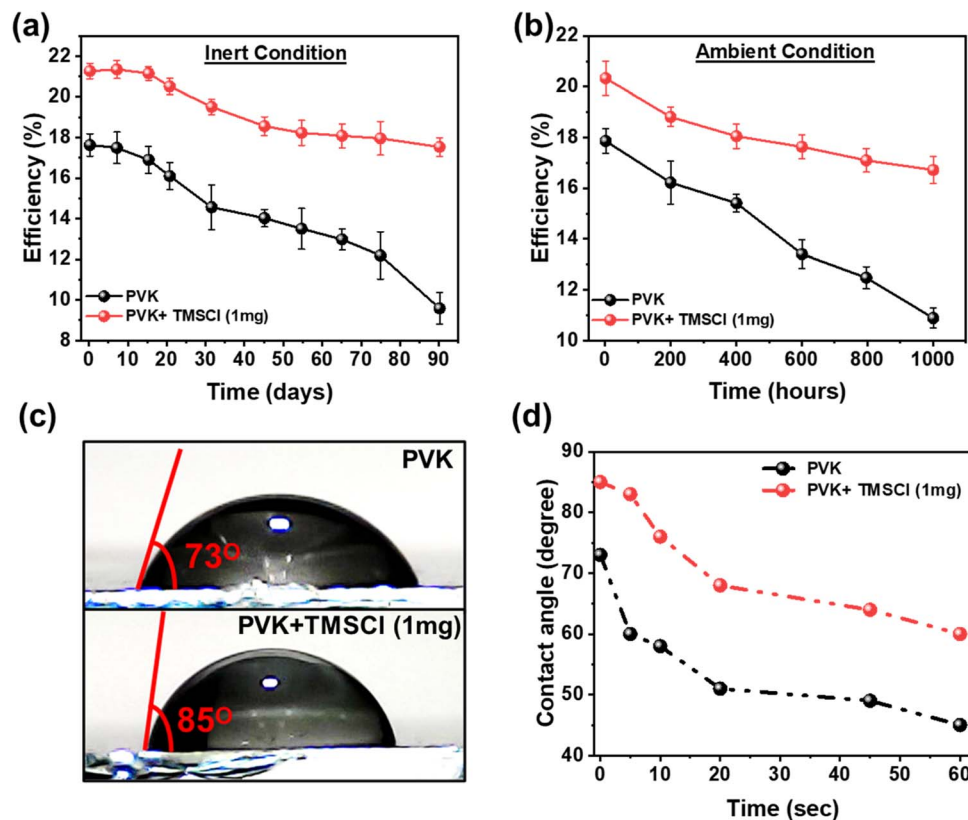 (a)
Inert Condition
22
20
18
16
14
12
10
8
Efficiency (%)
PVK
PVK+ TMSCl (1mg)
0 10 20 30 40 50 60 70 80 90
Time (days)
(b)
Ambient Condition
22
20
18
16
14
12
10
Efficiency (%)
PVK
PVK+ TMSCl (1mg)
0 200 400 600 800 1000
Time (hours)
(c)
PVK
73O
PVK+TMSCl (1mg)
85O
(d)
90
80
70
60
50
40
Contact angle (degree)
PVK
PVK+ TMSCl (1mg)
0 10 20 30 40 50 60
Time (sec)